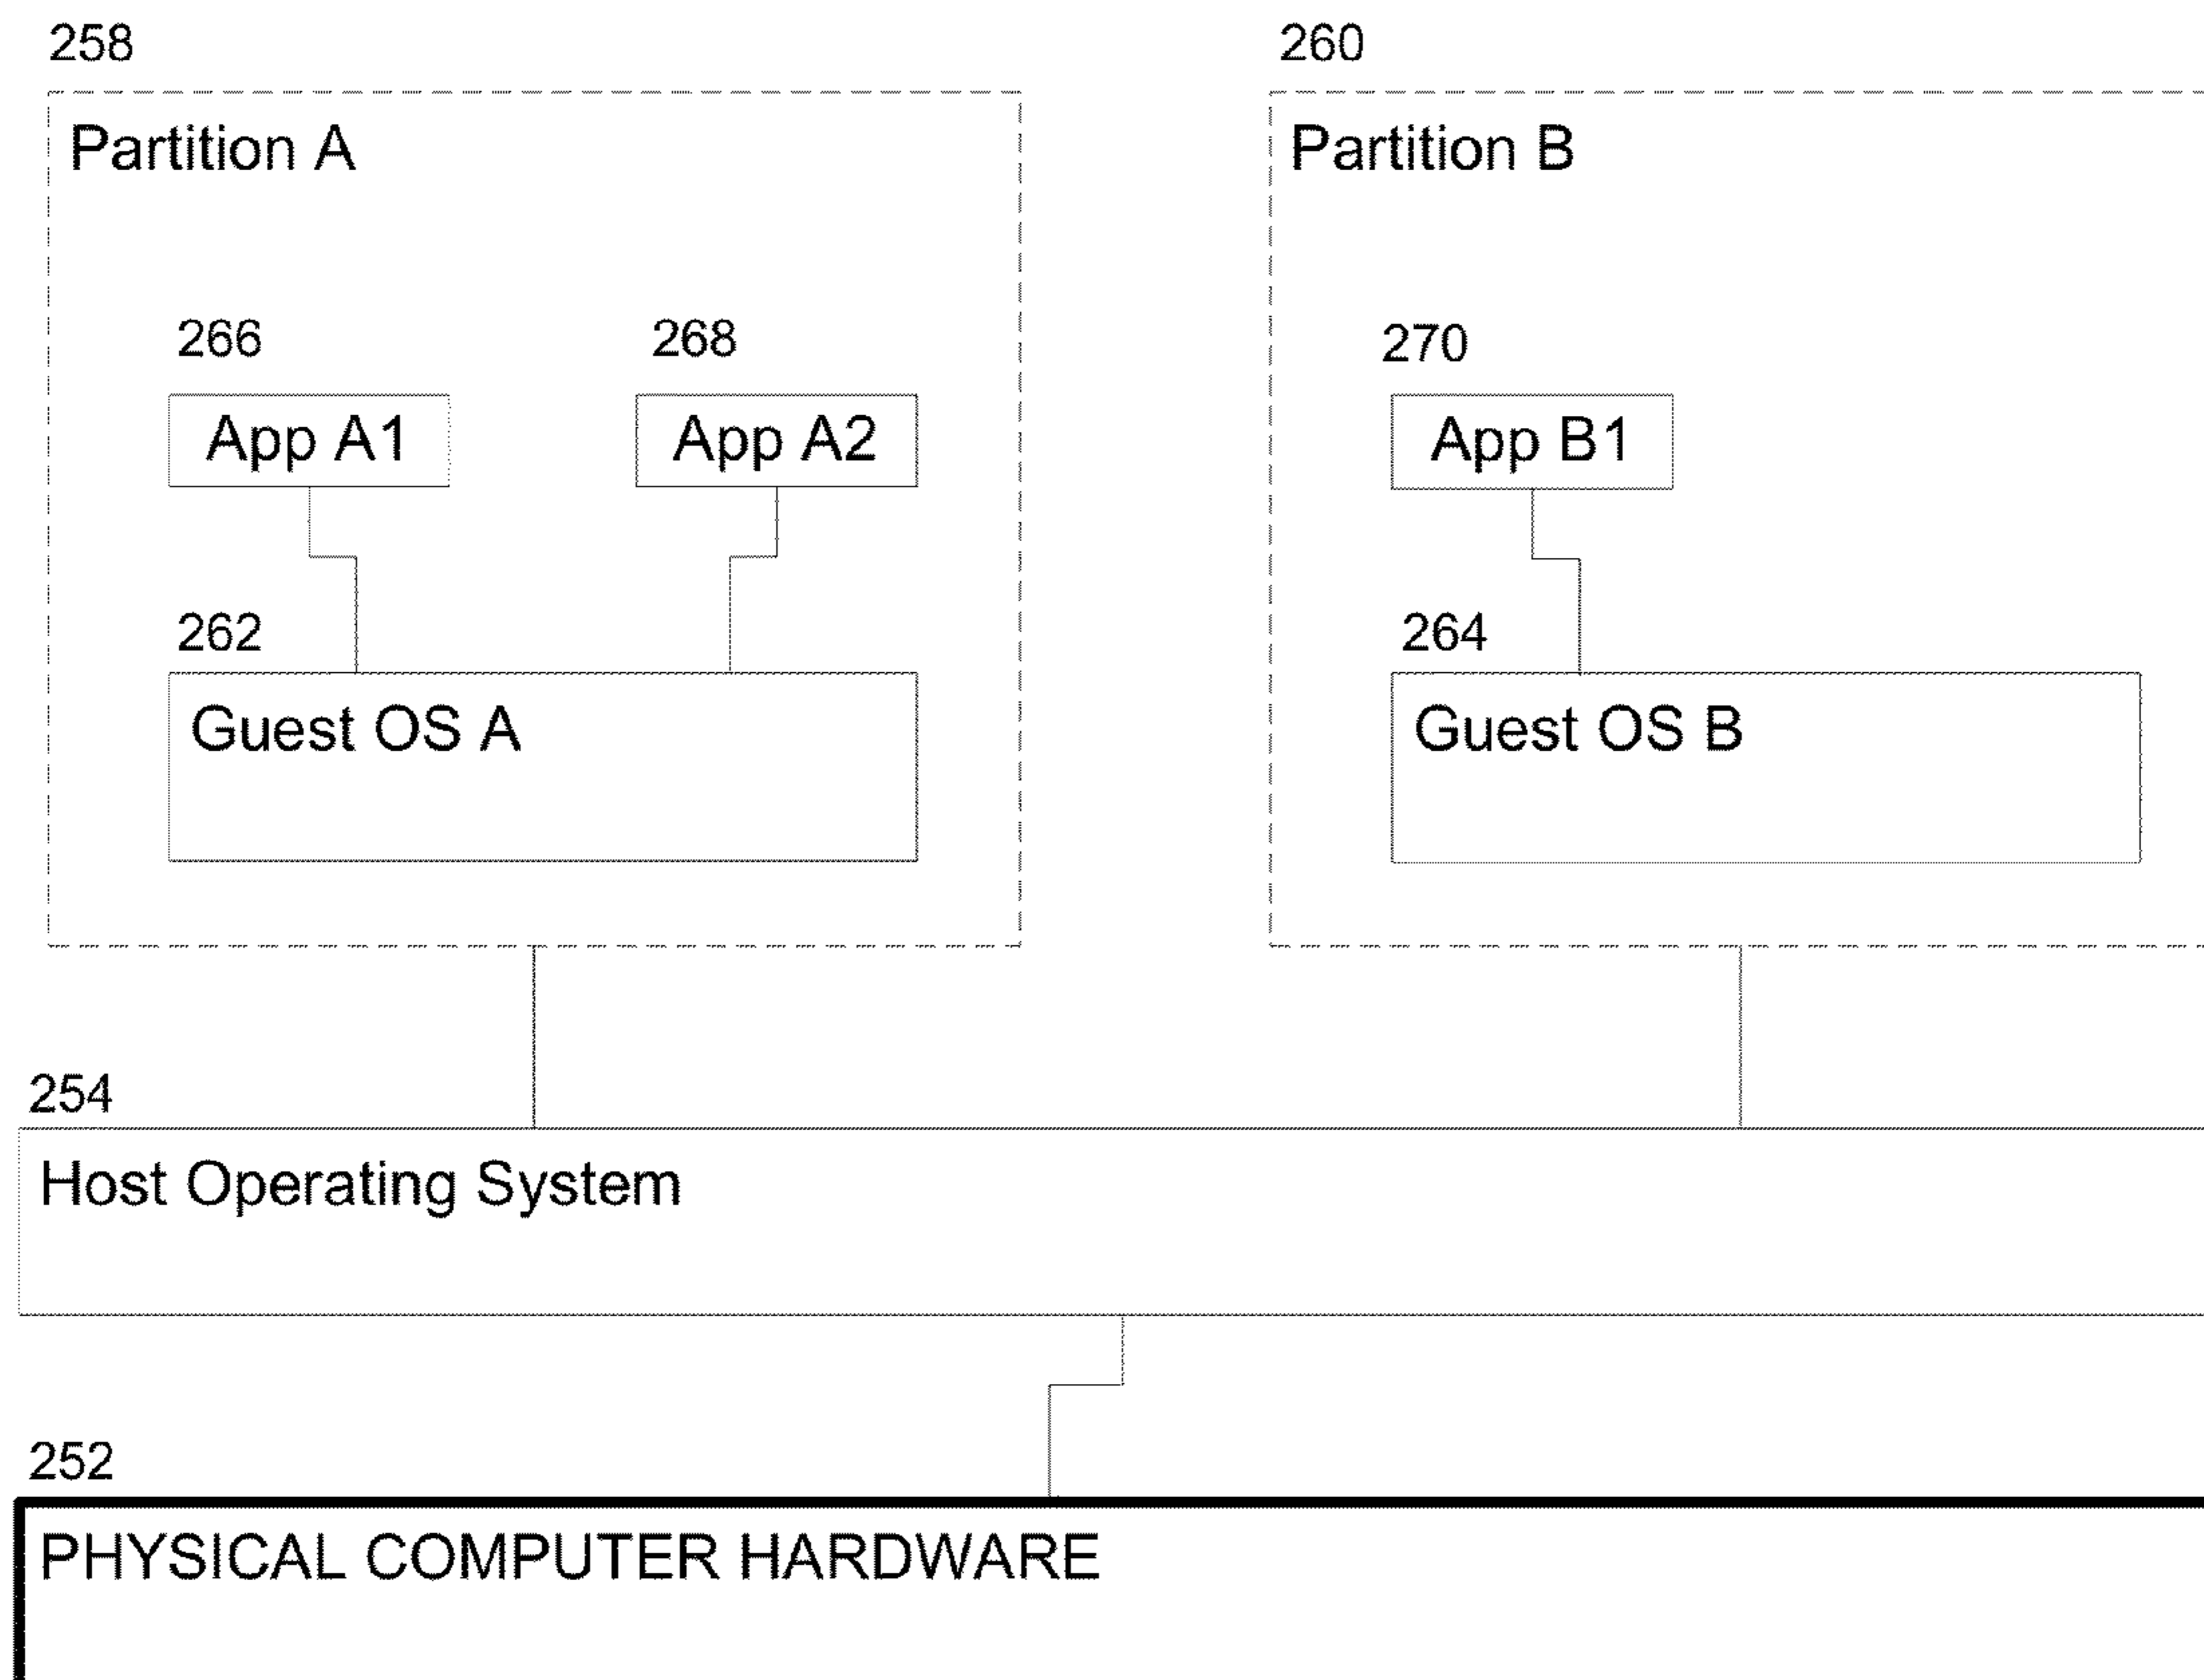 258
260
Partition A
Partition B
266
268
270
App A1
App A2
App B1
262
264
Guest OS A
Guest OS B
254
Host Operating System
252
PHYSICAL COMPUTER HARDWARE